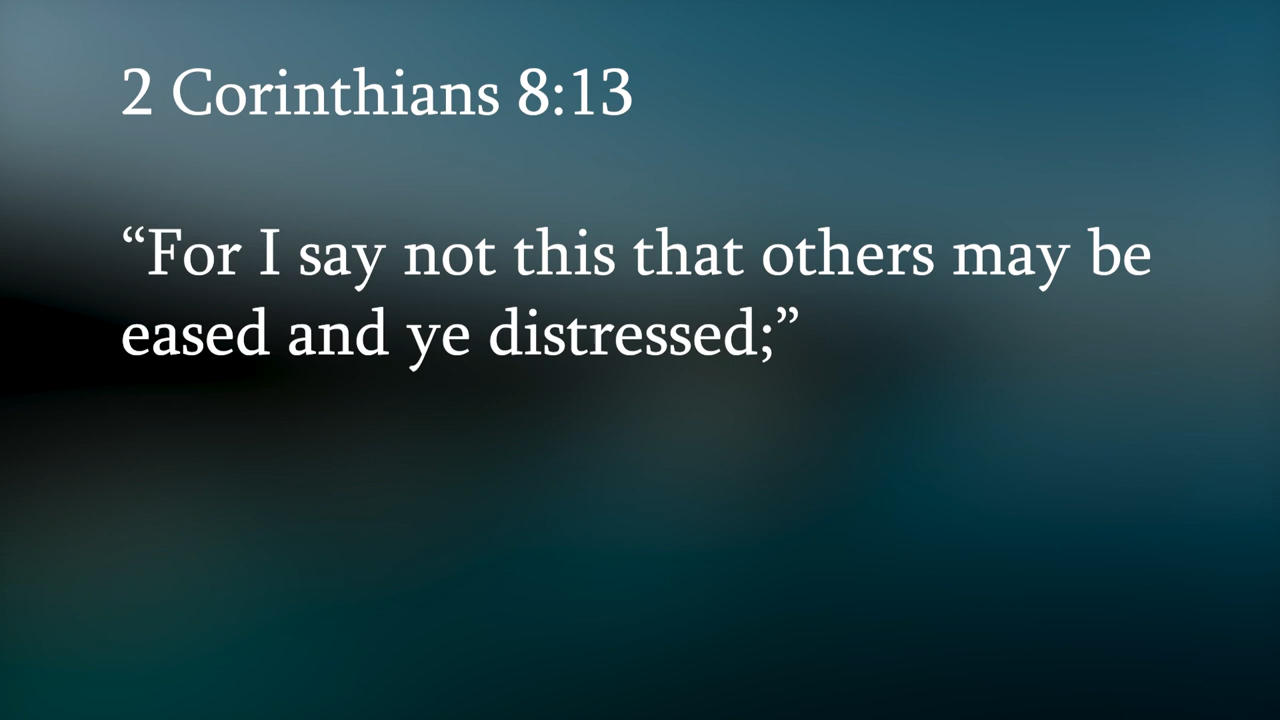 2 Corinthians 8:13
“For I say not this that others may be
eased and ye distressed;”